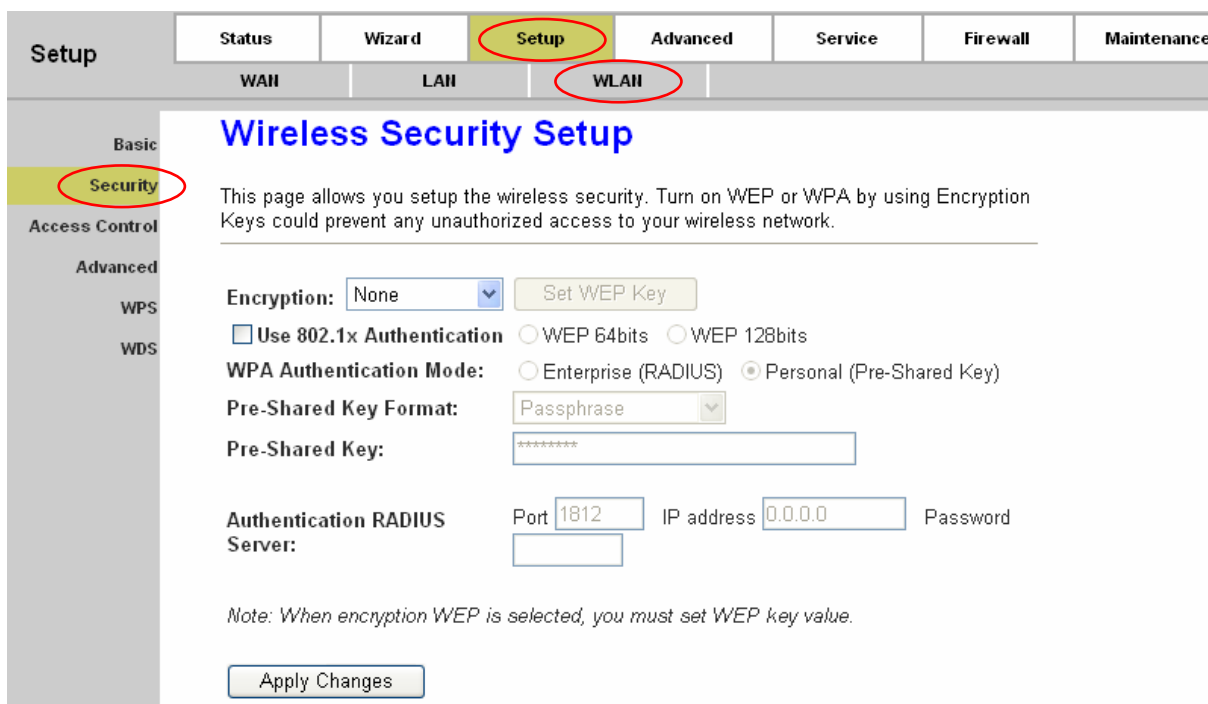 Setup
Status Wizard Setup Advanced Service Firewall Maintenance
WAN LAN WLAN
Basic
Security
Access Control
Advanced
WPS
WDS
Wireless Security Setup
This page allows you setup the wireless security. Turn on WEP or WPA by using Encryption
Keys could prevent any unauthorized access to your wireless network.
Encryption: None Set WEP Key
Use 802.1x Authentication WEP 64bits WEP 128bits
WPA Authentication Mode: Enterprise (RADIUS) Personal (Pre-Shared Key)
Pre-Shared Key Format: Passphrase
Pre-Shared Key: ********
Authentication RADIUS Port 1812 IP address 0.0.0.0 Password
Server:
Note: When encryption WEP is selected, you must set WEP key value.
Apply Changes